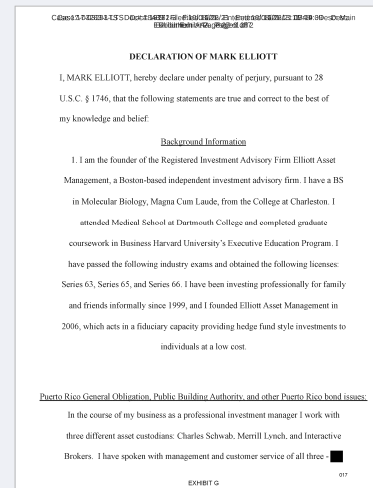 DECLARATION OF MARK ELLIOTT
I, MARK ELLIOTT, hereby declare under penalty of perjury, pursuant to 28
U.S.C. § 1746, that the following statements are true and correct to the best of
my knowledge and belief:
Background Information
1. I am the founder of the Registered Investment Advisory Firm Elliott Asset
Management, a Boston-based independent investment advisory firm. I have a BS
in Molecular Biology, Magna Cum Laude, from the College at Charleston. I
attended Medical School at Dartmouth College and completed graduate
coursework in Business Harvard University's Executive Education Program. I
have passed the following industry exams and obtained the following licenses:
Series 63, Series 65, and Series 66. I have been investing professionally for family
and friends informally since 1999, and I founded Elliott Asset Management in
2006, which acts in a fiduciary capacity providing hedge fund style investments to
individuals at a low cost.
Puerto Rico General Obligation, Public Building Authority, and other Puerto Rico bond issues:
In the course of my business as a professional investment manager I work with
three different asset custodians: Charles Schwab, Merrill Lynch, and Interactive
Brokers. I have spoken with management and customer service of all three -
017
EXHIBIT G